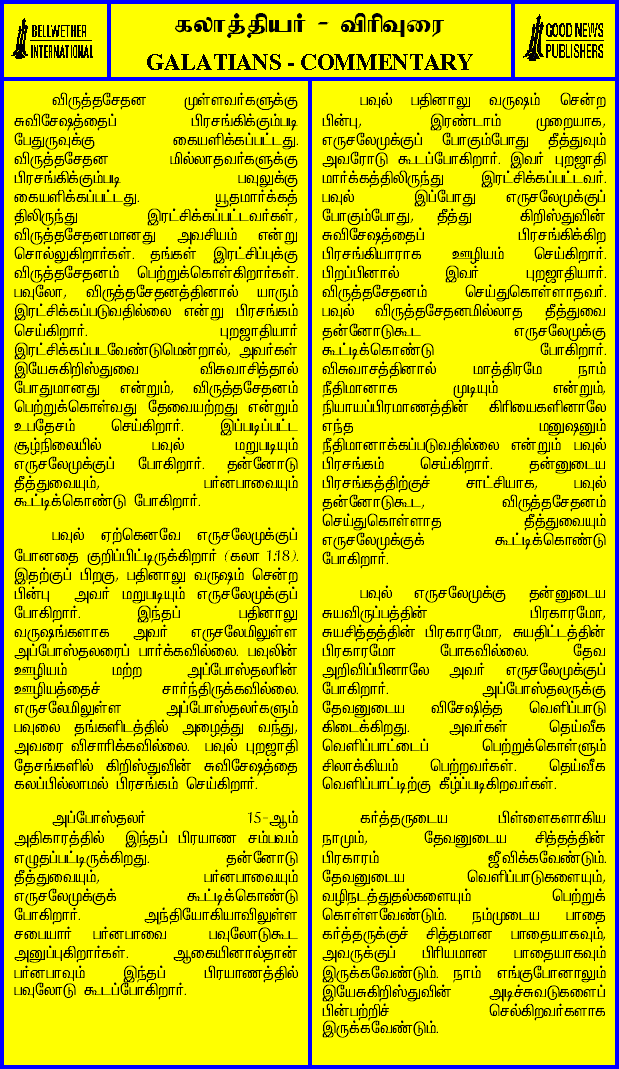 BELLWETHER
INTERNATIONAL
கலாத்தியர் - விரிவுரை
GALATIANS - COMMENTARY
GOOD NEWS
PUBLISHERS
விருத்தசேதன முள்ளவர்களுக்கு
சுவிசேஷத்தைப் பிரசங்கிக்கும்படி
பேதுருவுக்கு கையளிக்கப்பட்டது.
விருத்தசேதன மில்லாதவர்களுக்கு
பிரசங்கிக்கும்படி பவுலுக்கு
கையளிக்கப்பட்டது. யூதமார்க்கத்
திலிருந்து இரட்சிக்கப்பட்டவர்கள்,
விருத்தசேதனமானது அவசியம் என்று
சொல்லுகிறார்கள். தங்கள் இரட்சிப்புக்கு
விருத்தசேதனம் பெற்றுக்கொள்கிறார்கள்.
பவுலோ, விருத்தசேதனத்தினால் யாரும்
இரட்சிக்கப்படுவதில்லை என்று பிரசங்கம்
செய்கிறார். புறஜாதியார்
இரட்சிக்கப்படவேண்டுமென்றால், அவர்கள்
இயேசுகிறிஸ்துவை விசுவாசித்தால்
போதுமானது என்றும், விருத்தசேதனம்
பெற்றுக்கொள்வது தேவையற்றது என்றும்
உபதேசம் செய்கிறார். இப்படிப்பட்ட
சூழ்நிலையில் பவுல் மறுபடியும்
எருசலேமுக்குப் போகிறார். தன்னோடு
தீத்துவையும், பர்னபாவையும்
கூட்டிக்கொண்டு போகிறார்.
பவுல் ஏற்கெனவே எருசலேமுக்குப்
போனதை குறிப்பிட்டிருக்கிறார் (கலா 1:18).
இதற்குப் பிறகு, பதினாலு வருஷம் சென்ற
பின்பு அவர் மறுபடியும் எருசலேமுக்குப்
போகிறார். இந்தப் பதினாலு
வருஷங்களாக அவர் எருசலேமிலுள்ள
அப்போஸ்தலரைப் பார்க்கவில்லை. பவுலின்
ஊழியம் மற்ற அப்போஸ்தலரின்
ஊழியத்தைச் சார்ந்திருக்கவில்லை.
எருசலேமிலுள்ள அப்போஸ்தலர்களும்
பவுலை தங்களிடத்தில் அழைத்து வந்து,
அவரை விசாரிக்கவில்லை. பவுல் புறஜாதி
தேசங்களில் கிறிஸ்துவின் சுவிசேஷத்தை
கலப்பில்லாமல் பிரசங்கம் செய்கிறார்.
அப்போஸ்தலர் 15-ஆம்
அதிகாரத்தில் இந்தப் பிரயாண சம்பவம்
எழுதப்பட்டிருக்கிறது. தன்னோடு
தீத்துவையும், பர்னபாவையும்
எருசலேமுக்குக் கூட்டிக்கொண்டு
போகிறார். அந்தியோகியாவிலுள்ள
சபையார் பர்னபாவை பவுலோடுகூட
அனுப்புகிறார்கள். ஆகையினால்தான்
பர்னபாவும் இந்தப் பிரயாணத்தில்
பவுலோடு கூடப்போகிறார்.
பவுல் பதினாலு வருஷம் சென்ற
பின்பு, இரண்டாம் முறையாக,
எருசலேமுக்குப் போகும்போது தீத்துவும்
அவரோடு கூடப்போகிறார். இவர் புறஜாதி
மார்க்கத்திலிருந்து இரட்சிக்கப்பட்டவர்.
பவுல் இப்போது எருசலேமுக்குப்
போகும்போது, தீத்து கிறிஸ்துவின்
சுவிசேஷத்தைப் பிரசங்கிக்கிற
பிரசங்கியாராக ஊழியம் செய்கிறார்.
பிறப்பினால் இவர் புறஜாதியார்.
விருத்தசேதனம் செய்துகொள்ளாதவர்.
பவுல் விருத்தசேதனமில்லாத தீத்துவை
தன்னோடுகூட எருசலேமுக்கு
கூட்டிக்கொண்டு போகிறார்.
விசுவாசத்தினால் மாத்திரமே நாம்
நீதிமானாக முடியும் என்றும்,
நியாயப்பிரமாணத்தின் கிரியைகளினாலே
எந்த மனுஷனும்
நீதிமானாக்கப்படுவதில்லை என்றும் பவுல்
பிரசங்கம் செய்கிறார். தன்னுடைய
பிரசங்கத்திற்குச் சாட்சியாக, பவுல்
தன்னோடுகூட, விருத்தசேதனம்
செய்துகொள்ளாத தீத்துவையும்
எருசலேமுக்குக் கூட்டிக்கொண்டு
போகிறார்.
பவுல் எருசலேமுக்கு தன்னுடைய
சுயவிருப்பத்தின் பிரகாரமோ,
சுயசித்தத்தின் பிரகாரமோ, சுயதிட்டத்தின்
பிரகாரமோ போகவில்லை. தேவ
அறிவிப்பினாலே அவர் எருசலேமுக்குப்
போகிறார். அப்போஸ்தலருக்கு
தேவனுடைய விசேஷித்த வெளிப்பாடு
கிடைக்கிறது. அவர்கள் தெய்வீக
வெளிப்பாட்டைப் பெற்றுக்கொள்ளும்
சிலாக்கியம் பெற்றவர்கள். தெய்வீக
வெளிப்பாட்டிற்கு கீழ்ப்படிகிறவர்கள்.
கர்த்தருடைய பிள்ளைகளாகிய
நாமும், தேவனுடைய சித்தத்தின்
பிரகாரம் ஜீவிக்கவேண்டும்.
தேவனுடைய வெளிப்பாடுகளையும்,
வழிநடத்துதல்களையும் பெற்றுக்
கொள்ளவேண்டும். நம்முடைய பாதை
கர்த்தருக்குச் சித்தமான பாதையாகவும்,
அவருக்குப் பிரியமான பாதையாகவும்
இருக்கவேண்டும். நாம் எங்குபோனாலும்
இயேசுகிறிஸ்துவின் அடிச்சுவடுகளைப்
பின்பற்றிச் செல்கிறவர்களாக
இருக்கவேண்டும்.